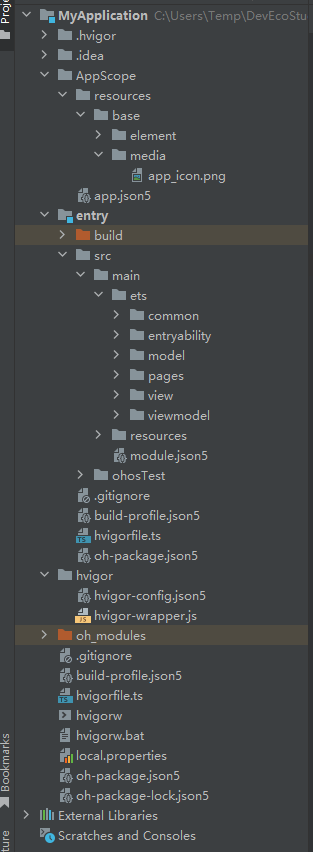 Proje
MyApplication C:\Users\Temp\DevEcoStu
.hvigor
.idea
AppScope
resources
base
element
media
app_icon.png
app.json5
entry
build
src
main
ets
common
entryability
model
pages
view
viewmodel
resources
module.json5
ohosTest
.gitignore
build-profile.json5
hvigorfile.ts
oh-package.json5
hvigor
hvigor-config.json5
hvigor-wrapper.js
oh_modules
.gitignore
build-profile.json5
hvigorfile.ts
hvigorw
hvigorw.bat
local.properties
oh-package.json5
oh-package-lock.json5
External Libraries
Scratches and Consoles
Bookmarks
ture